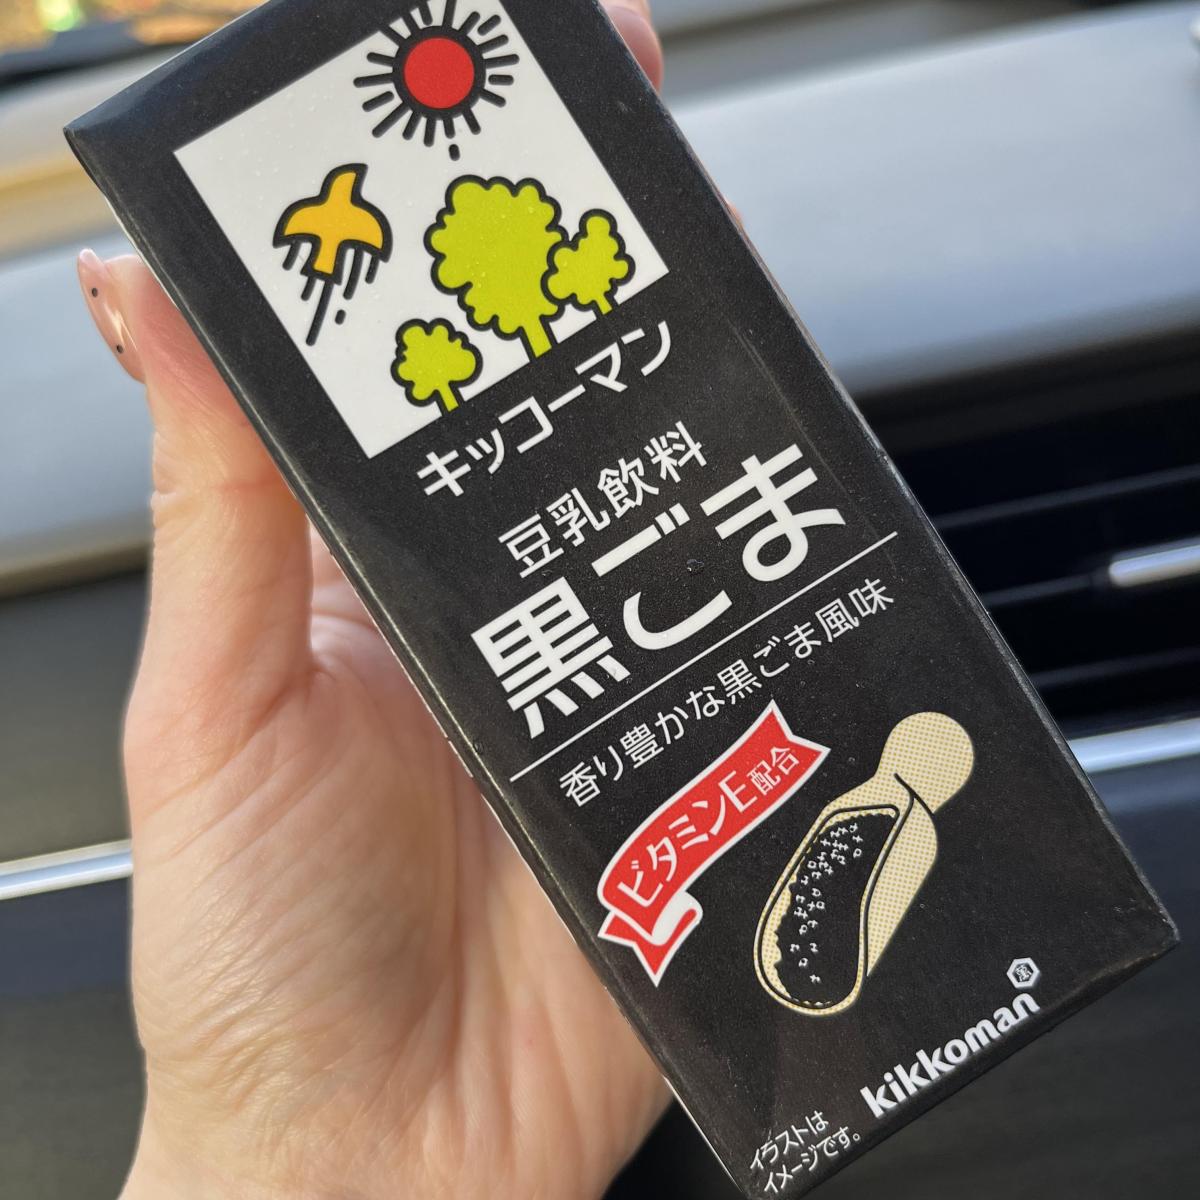 キッコーマン
豆乳飲料
黒ごま
香り豊かな黒ごま風味
ビタミンE配合
kikkoman
イラストは
イメージです。